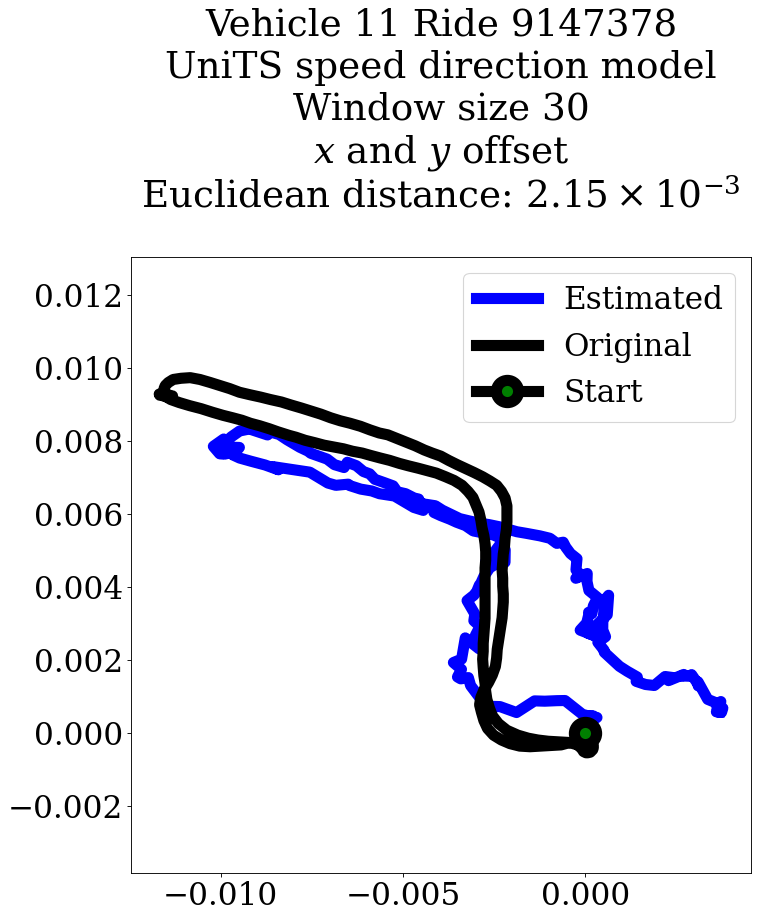 Vehicle 11 Ride 9147378
UniTS speed direction model
Window size 30
x and y offset
Euclidean distance: 2.15 × 10⁻³
Estimated
Original
Start
0.012
0.010
0.008
0.006
0.004
0.002
0.000
−0.002
−0.010
−0.005
0.000